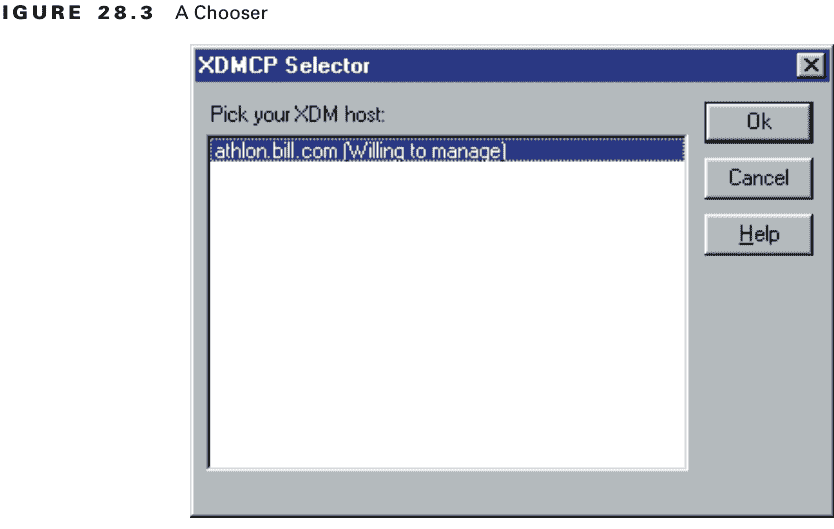 IGURE 28.3 A Chooser
XDMCP Selector
Pick your XDM host:
athlon.bill.com (Willing to manage)
Ok
Cancel
Help